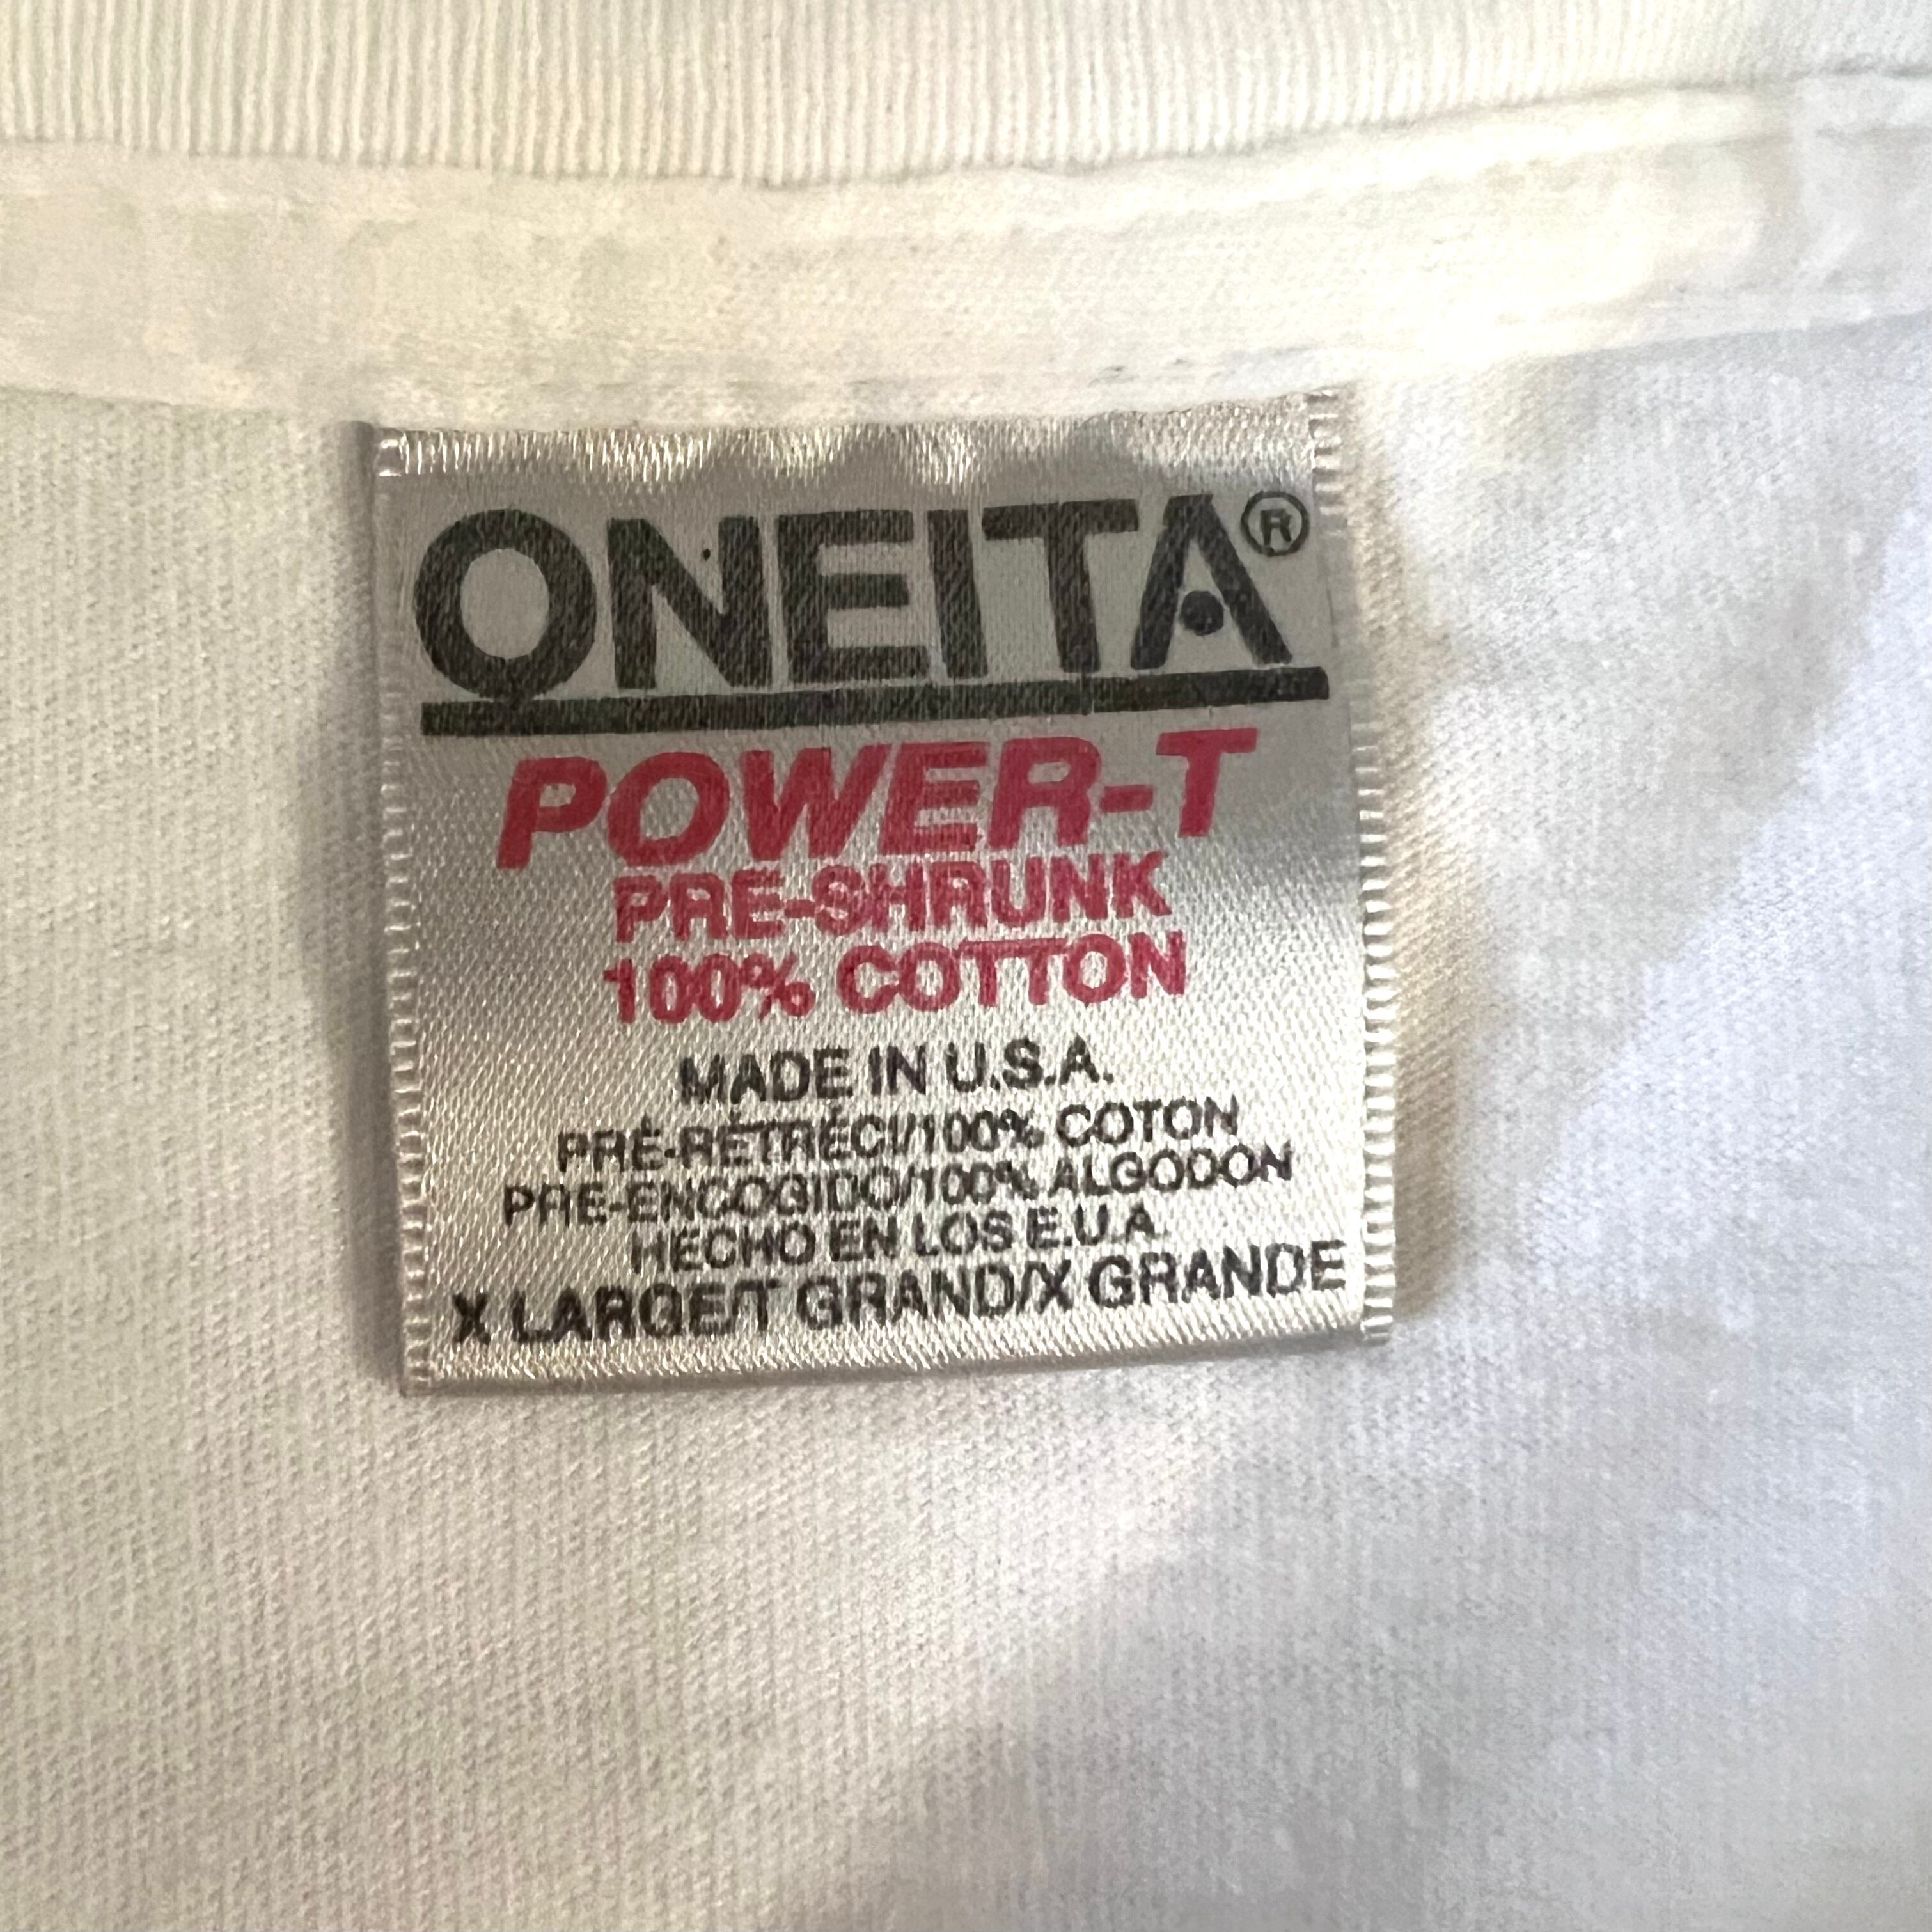 ONEITA®
POWER-T
PRE-SHRUNK
100% COTTON
MADE IN U.S.A.
PRÉ-RÉTRÉCI/100% COTON
PRE-ENCOGIDO/100% ALGODON
HECHO EN LOS E.U.A.
X LARGE/T GRAND/X GRANDE